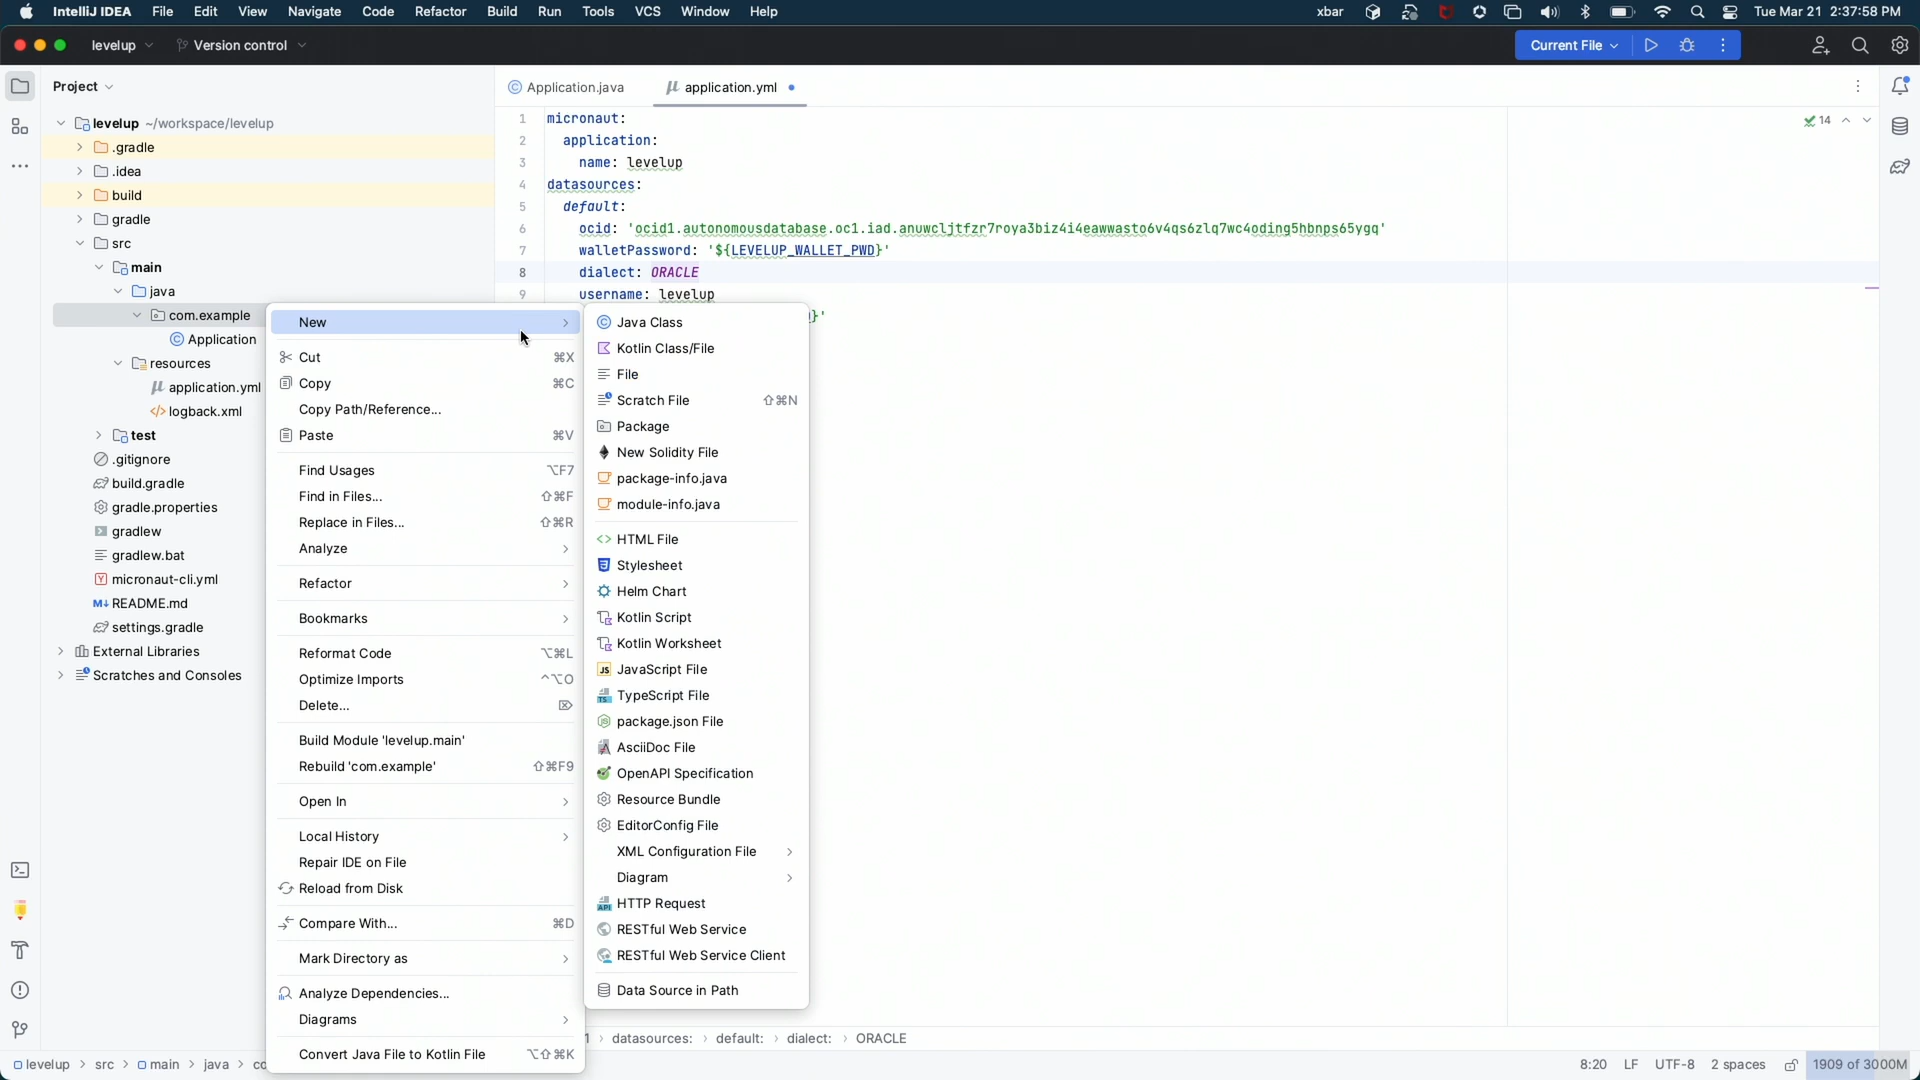 IntelliJ IDEA File Edit View Navigate Code Refactor Build Run Tools VCS Window Help xbar Tue Mar 21 2:37:58 PM
levelup Version control Current File
Project Application.java application.yml
levelup ~/workspace/levelup
.gradle
.idea
build
gradle
src
main
java
com.example
Application
resources
application.yml
logback.xml
test
.gitignore
build.gradle
gradle.properties
gradlew
gradlew.bat
micronaut-cli.yml
README.md
settings.gradle
External Libraries
Scratches and Consoles
1 micronaut:
2 application:
3 name: levelup
4 datasources:
5 default:
6 ocid: 'ocid1.autonomousdatabase.oc1.iad.anuwcljtfzr7roya3biz4i4eawwasto6v4qs6zlq7wc4oding5hbnps65ygq'
7 walletPassword: '${LEVELUP_WALLET_PWD}'
8 dialect: ORACLE
9 username: levelup
}'
14
New
Cut ⌘X
Copy ⌘C
Copy Path/Reference...
Paste ⌘V
Find Usages ⌥F7
Find in Files... ⇧⌘F
Replace in Files... ⇧⌘R
Analyze
Refactor
Bookmarks
Reformat Code ⌥⌘L
Optimize Imports ^⌥O
Delete... ⌦
Build Module 'levelup.main'
Rebuild 'com.example' ⇧⌘F9
Open In
Local History
Repair IDE on File
Reload from Disk
Compare With... ⌘D
Mark Directory as
Analyze Dependencies...
Diagrams
Convert Java File to Kotlin File ⌥⇧⌘K
Java Class
Kotlin Class/File
File
Scratch File ⇧⌘N
Package
New Solidity File
package-info.java
module-info.java
HTML File
Stylesheet
Helm Chart
Kotlin Script
Kotlin Worksheet
JavaScript File
TypeScript File
package.json File
AsciiDoc File
OpenAPI Specification
Resource Bundle
EditorConfig File
XML Configuration File
Diagram
HTTP Request
RESTful Web Service
RESTful Web Service Client
Data Source in Path
1 › datasources: › default: › dialect: › ORACLE
levelup › src › main › java › co 8:20 LF UTF-8 2 spaces 1909 of 3000M